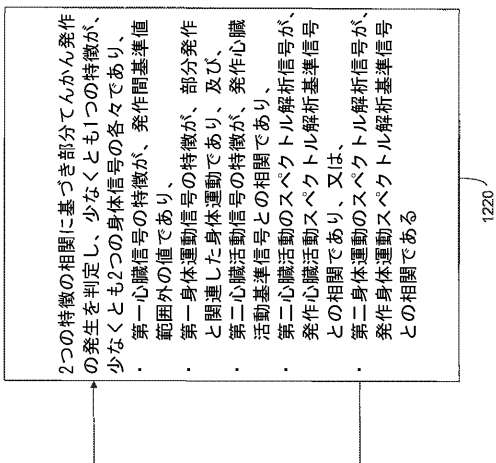 2つの特徴の相関に基づき部分てんかん発作
の発生を判定し、少なくとも1つの特徴が、
少なくとも2つの身体信号の各々であり、
・ 第一心臓信号の特徴が、発作間基準値
範囲外の値であり、
・ 第一身体運動信号の特徴が、部分発作
と関連した身体運動であり、及び、
・ 第二心臓活動信号の特徴が、発作心臓
活動基準信号との相関であり、
・ 第二心臓活動のスペクトル解析信号が、
発作心臓活動スペクトル解析基準信号
との相関であり、又は、
・ 第二身体運動のスペクトル解析信号が、
発作身体運動スペクトル解析基準信号
との相関である
1220